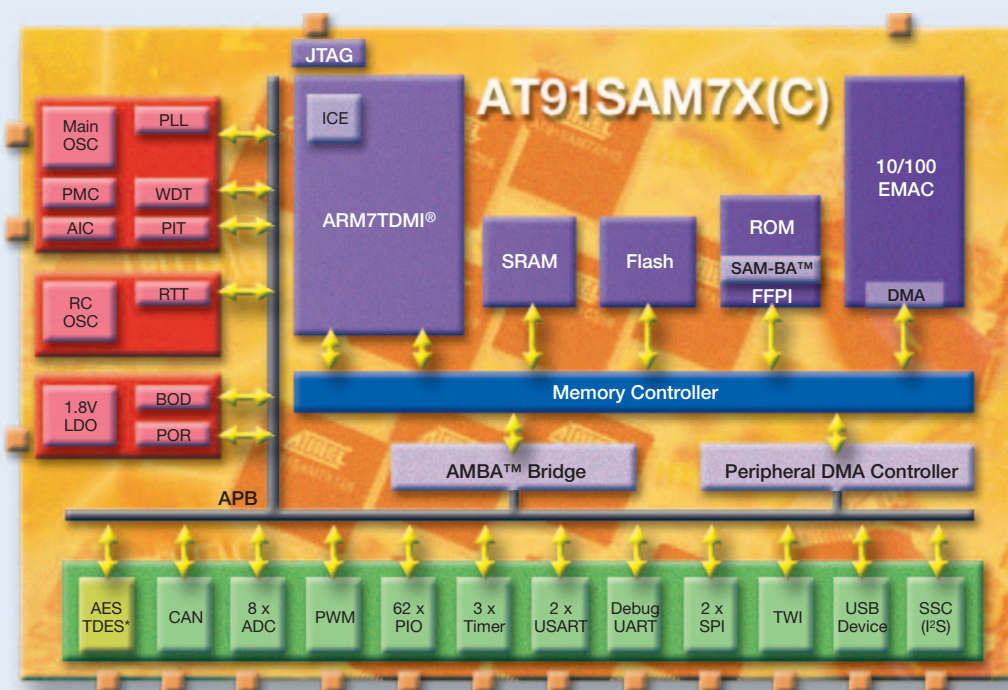 JTAG
AT91SAM7X(C)
Main
OSC
PLL
PMC
WDT
AIC
PIT
RC
OSC
RTT
1.8V
LDO
BOD
POR
ICE
ARM7TDMI®
SRAM
Flash
ROM
SAM-BA™
FFPI
10/100
EMAC
DMA
Memory Controller
AMBA™ Bridge
Peripheral DMA Controller
APB
AES
TDES*
CAN
8 x
ADC
PWM
62 x
PIO
3 x
Timer
2 x
USART
Debug
UART
2 x
SPI
TWI
USB
Device
SSC
(I²S)
ATMEL